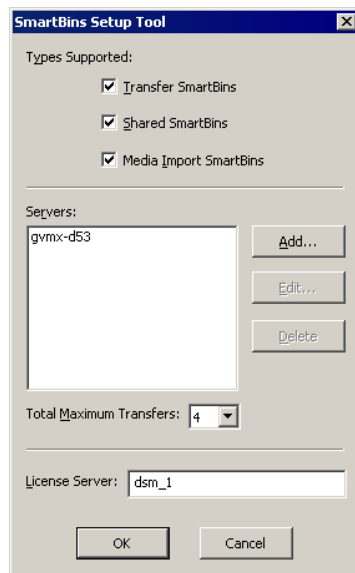 SmartBins Setup Tool
Types Supported:
Transfer SmartBins
Shared SmartBins
Media Import SmartBins
Servers:
gvmx-d53
Add...
Edit...
Delete
Total Maximum Transfers: 4
License Server: dsm_1
OK Cancel